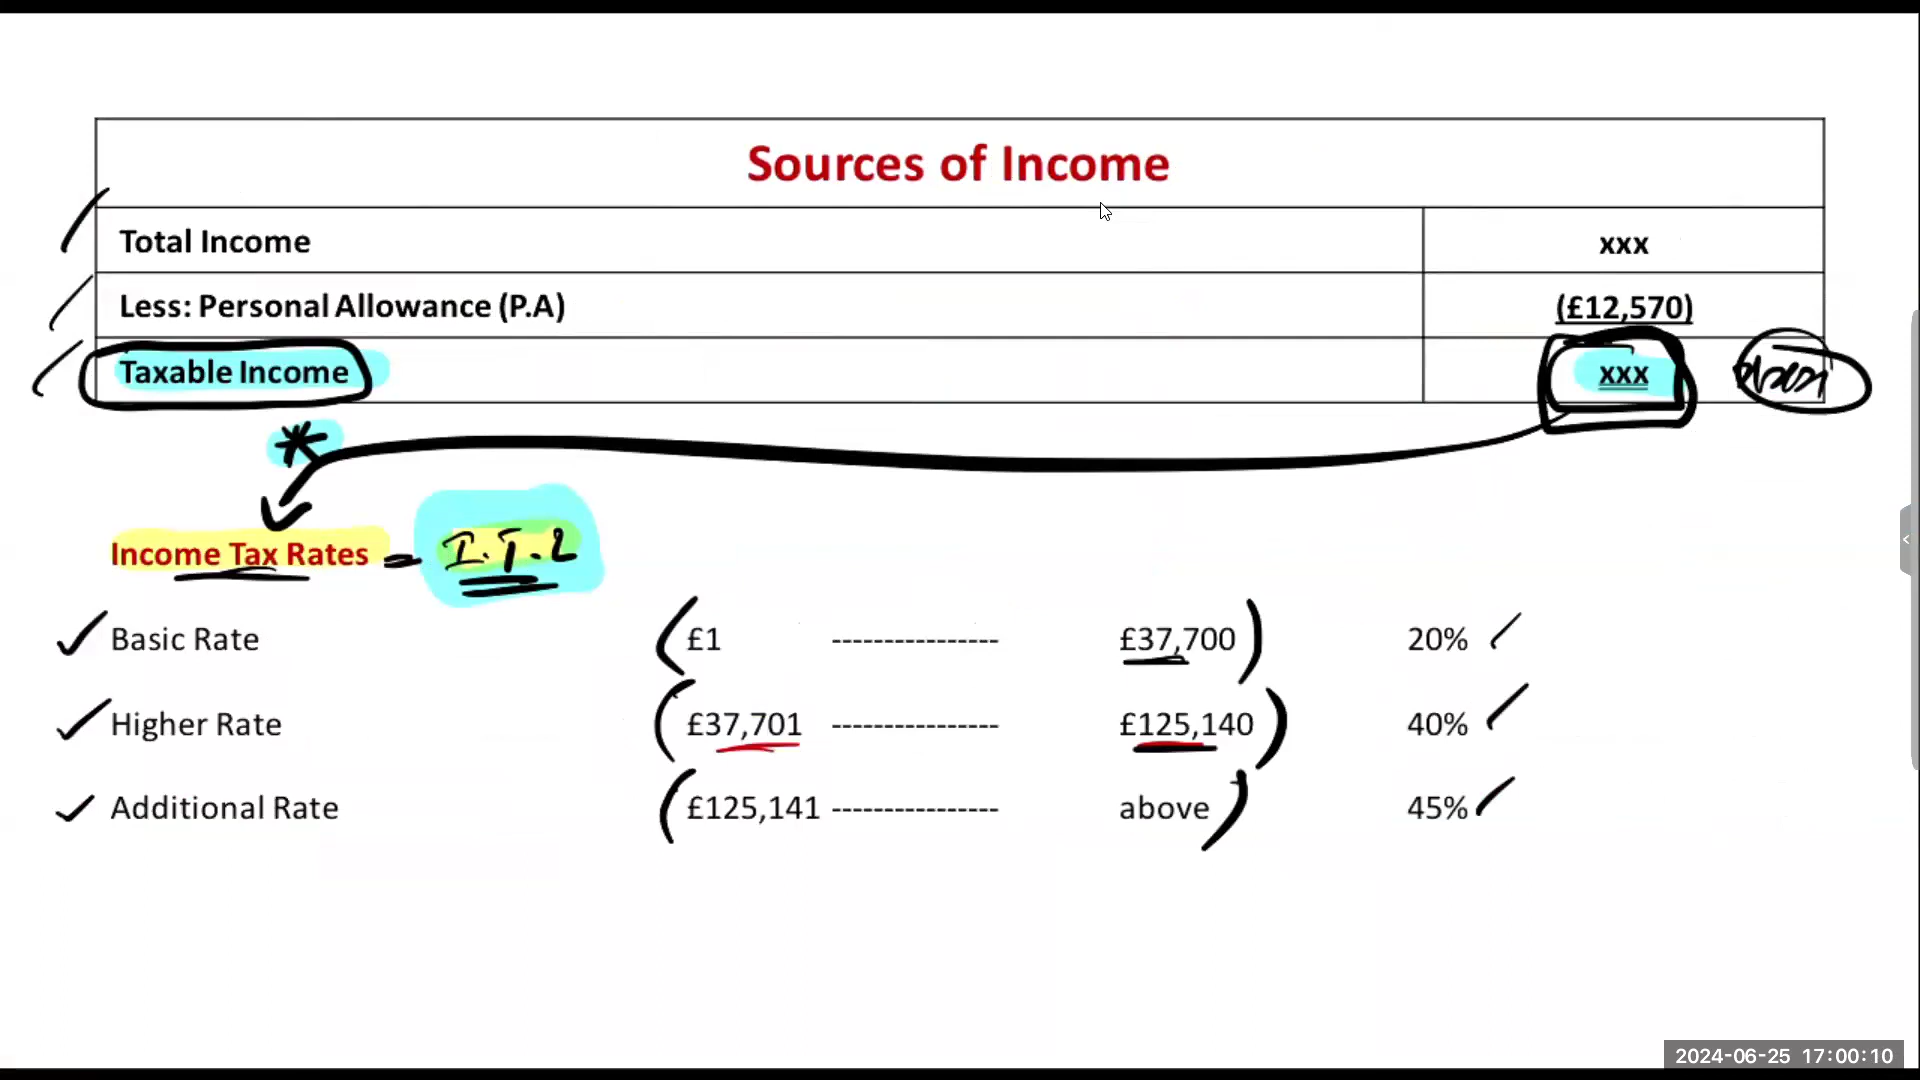 Sources of Income
Total Income xxx
Less: Personal Allowance (P.A) (£12,570)
Taxable Income xxx
*
Income Tax Rates = I.T.L
Basic Rate (£1 ---------------- £37,700) 20%
Higher Rate (£37,701 ---------------- £125,140) 40%
Additional Rate (£125,141 ---------------- above) 45%
2024-06-25 17:00:10